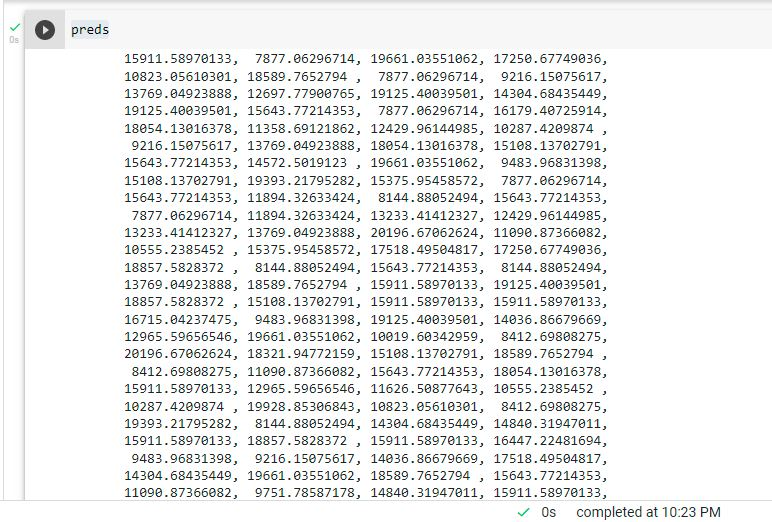 preds
0s
15911.58970133,  7877.06296714, 19661.03551062, 17250.67749036,
10823.05610301, 18589.7652794 ,  7877.06296714,  9216.15075617,
13769.04923888, 12697.77900765, 19125.40039501, 14304.68435449,
19125.40039501, 15643.77214353,  7877.06296714, 16179.40725914,
18054.13016378, 11358.69121862, 12429.96144985, 10287.4209874 ,
 9216.15075617, 13769.04923888, 18054.13016378, 15108.13702791,
15643.77214353, 14572.5019123 , 19661.03551062,  9483.96831398,
15108.13702791, 19393.21795282, 15375.95458572,  7877.06296714,
15643.77214353, 11894.32633424,  8144.88052494, 15643.77214353,
 7877.06296714, 11894.32633424, 13233.41412327, 12429.96144985,
13233.41412327, 13769.04923888, 20196.67062624, 11090.87366082,
10555.2385452 , 15375.95458572, 17518.49504817, 17250.67749036,
18857.5828372 ,  8144.88052494, 15643.77214353,  8144.88052494,
13769.04923888, 18589.7652794 , 15911.58970133, 19125.40039501,
18857.5828372 , 15108.13702791, 15911.58970133, 15911.58970133,
16715.04237475,  9483.96831398, 19125.40039501, 14036.86679669,
12965.59656546, 19661.03551062, 10019.60342959,  8412.69808275,
20196.67062624, 18321.94772159, 15108.13702791, 18589.7652794 ,
 8412.69808275, 11090.87366082, 15643.77214353, 18054.13016378,
15911.58970133, 12965.59656546, 11626.50877643, 10555.2385452 ,
10287.4209874 , 19928.85306843, 10823.05610301,  8412.69808275,
19393.21795282,  8144.88052494, 14304.68435449, 14840.31947011,
15911.58970133, 18857.5828372 , 15911.58970133, 16447.22481694,
 9483.96831398,  9216.15075617, 14036.86679669, 17518.49504817,
14304.68435449, 19661.03551062, 18589.7652794 , 15643.77214353,
11090.87366082,  9751.78587178, 14840.31947011, 15911.58970133,
0s completed at 10:23 PM